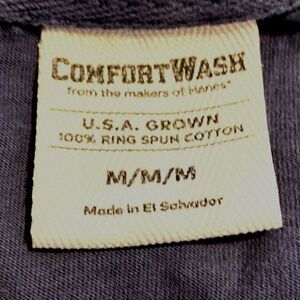 COMFORTWASH
from the makers of Hanes®
U.S.A. GROWN
100% RING SPUN COTTON
M/M/M
Made in El Salvador